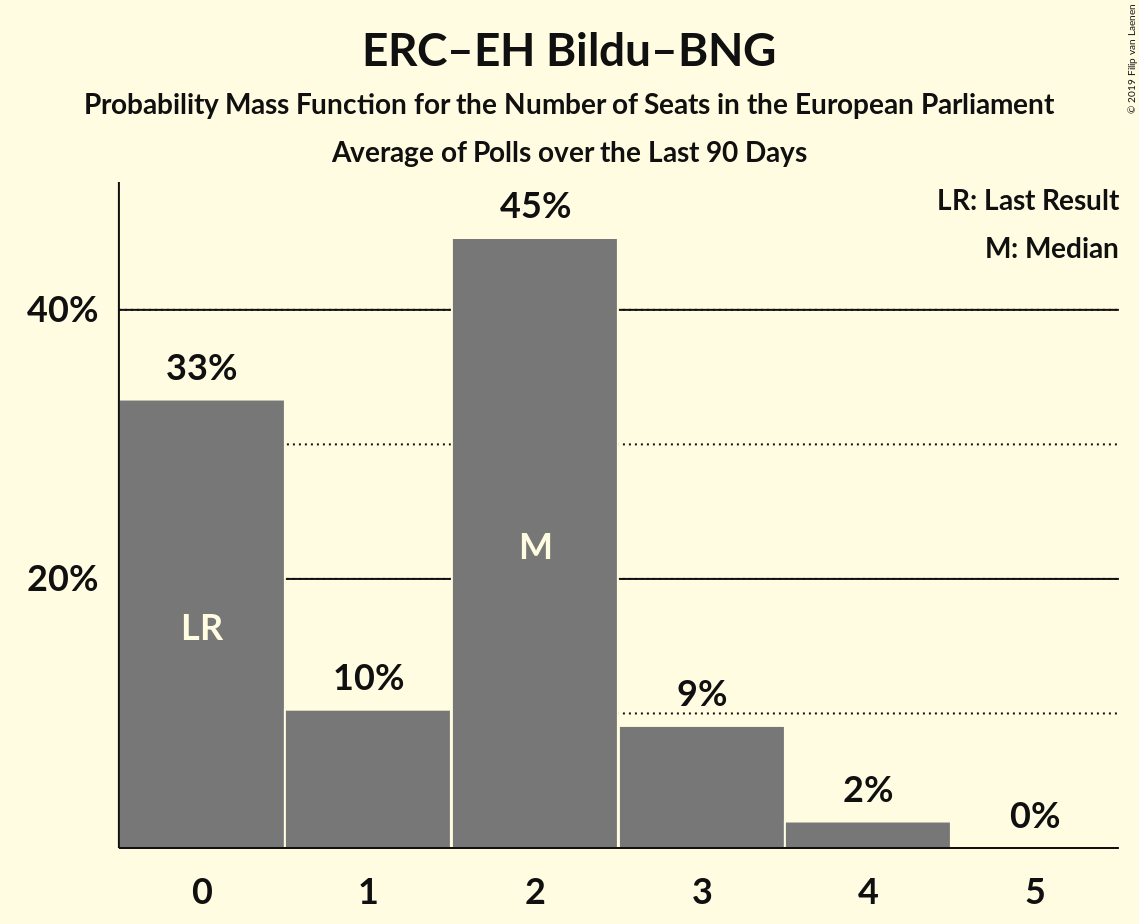 ERC–EH Bildu–BNG
Probability Mass Function for the Number of Seats in the European Parliament
Average of Polls over the Last 90 Days
© 2019 Filip van Laenen
LR: Last Result
M: Median
45%
40%
33%
M
20%
LR
10%
9%
2%
0%
0 1 2 3 4 5